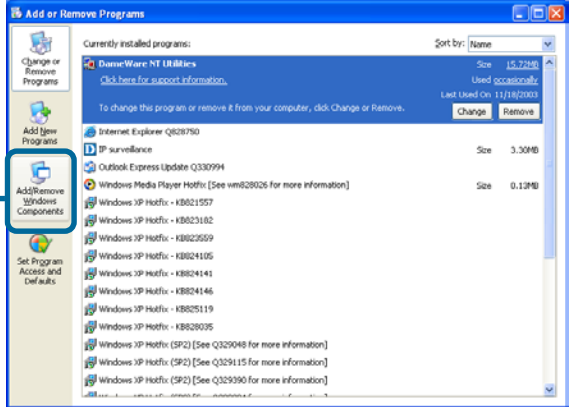 Add or Remove Programs
Change or
Remove
Programs
Add New
Programs
Add/Remove
Windows
Components
Set Program
Access and
Defaults
Currently installed programs:
Sort by: Name
DameWare NT Utilities Size 15.72MB
Click here for support information. Used occasionally
Last Used On 11/18/2003
To change this program or remove it from your computer, click Change or Remove. Change Remove
Internet Explorer Q828750
IP surveillance Size 3.30MB
Outlook Express Update Q330994
Windows Media Player Hotfix [See wm828026 for more information] Size 0.13MB
Windows XP Hotfix - KB821557
Windows XP Hotfix - KB823182
Windows XP Hotfix - KB823559
Windows XP Hotfix - KB824105
Windows XP Hotfix - KB824141
Windows XP Hotfix - KB824146
Windows XP Hotfix - KB825119
Windows XP Hotfix - KB828035
Windows XP Hotfix (SP2) [See Q329048 for more information]
Windows XP Hotfix (SP2) [See Q329115 for more information]
Windows XP Hotfix (SP2) [See Q329390 for more information]